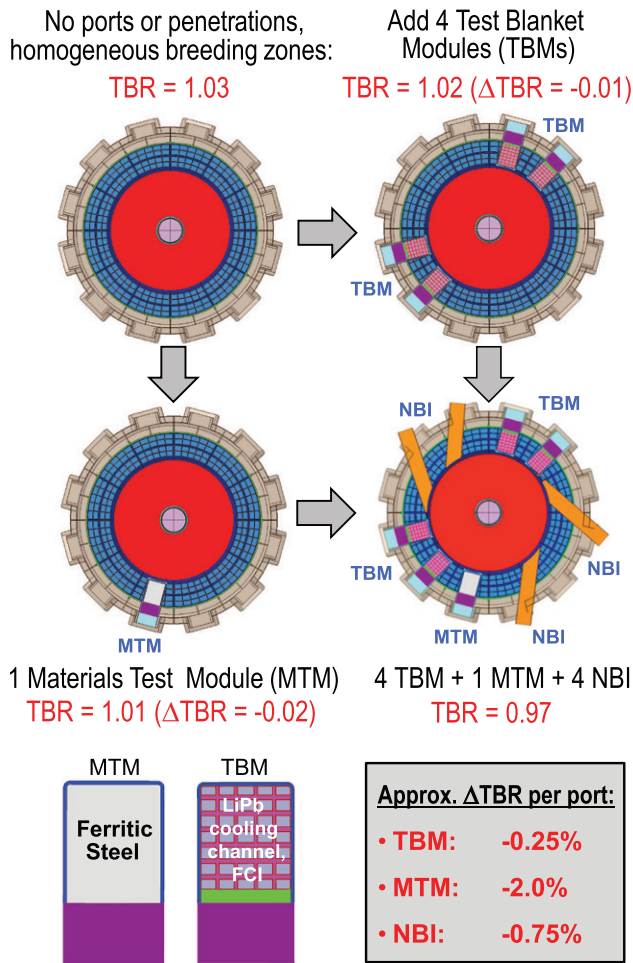 No ports or penetrations,
homogeneous breeding zones:
TBR = 1.03
Add 4 Test Blanket
Modules (TBMs)
TBR = 1.02 (ΔTBR = -0.01)
TBM
TBM
MTM
1 Materials Test Module (MTM)
TBR = 1.01 (ΔTBR = -0.02)
NBI
TBM
TBM
NBI
MTM
NBI
4 TBM + 1 MTM + 4 NBI
TBR = 0.97
MTM
Ferritic
Steel
TBM
LiPb
cooling
channel,
FCI
Approx. ΔTBR per port:
• TBM: -0.25%
• MTM: -2.0%
• NBI: -0.75%